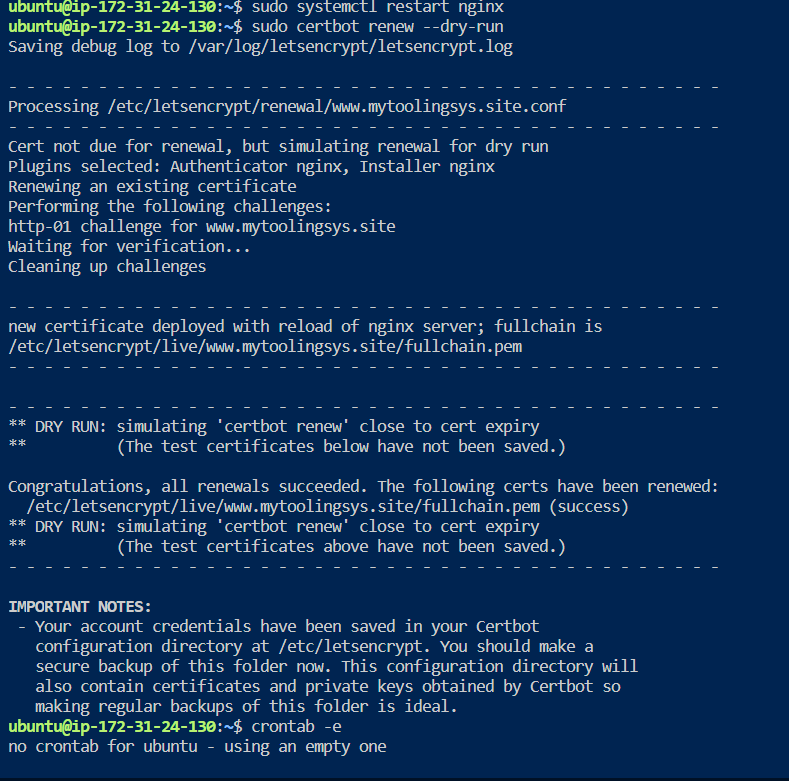 ubuntu@ip-172-31-24-130:~$ sudo systemctl restart nginx
ubuntu@ip-172-31-24-130:~$ sudo certbot renew --dry-run
Saving debug log to /var/log/letsencrypt/letsencrypt.log
- - - - - - - - - - - - - - - - - - - - - - - - - - - - - - - - - - - - - - - -
Processing /etc/letsencrypt/renewal/www.mytoolingsys.site.conf
- - - - - - - - - - - - - - - - - - - - - - - - - - - - - - - - - - - - - - - -
Cert not due for renewal, but simulating renewal for dry run
Plugins selected: Authenticator nginx, Installer nginx
Renewing an existing certificate
Performing the following challenges:
http-01 challenge for www.mytoolingsys.site
Waiting for verification...
Cleaning up challenges
- - - - - - - - - - - - - - - - - - - - - - - - - - - - - - - - - - - - - - - -
new certificate deployed with reload of nginx server; fullchain is
/etc/letsencrypt/live/www.mytoolingsys.site/fullchain.pem
- - - - - - - - - - - - - - - - - - - - - - - - - - - - - - - - - - - - - - - -
- - - - - - - - - - - - - - - - - - - - - - - - - - - - - - - - - - - - - - - -
** DRY RUN: simulating 'certbot renew' close to cert expiry
**          (The test certificates below have not been saved.)
Congratulations, all renewals succeeded. The following certs have been renewed:
  /etc/letsencrypt/live/www.mytoolingsys.site/fullchain.pem (success)
** DRY RUN: simulating 'certbot renew' close to cert expiry
**          (The test certificates above have not been saved.)
- - - - - - - - - - - - - - - - - - - - - - - - - - - - - - - - - - - - - - - -
IMPORTANT NOTES:
 - Your account credentials have been saved in your Certbot
   configuration directory at /etc/letsencrypt. You should make a
   secure backup of this folder now. This configuration directory will
   also contain certificates and private keys obtained by Certbot so
   making regular backups of this folder is ideal.
ubuntu@ip-172-31-24-130:~$ crontab -e
no crontab for ubuntu - using an empty one